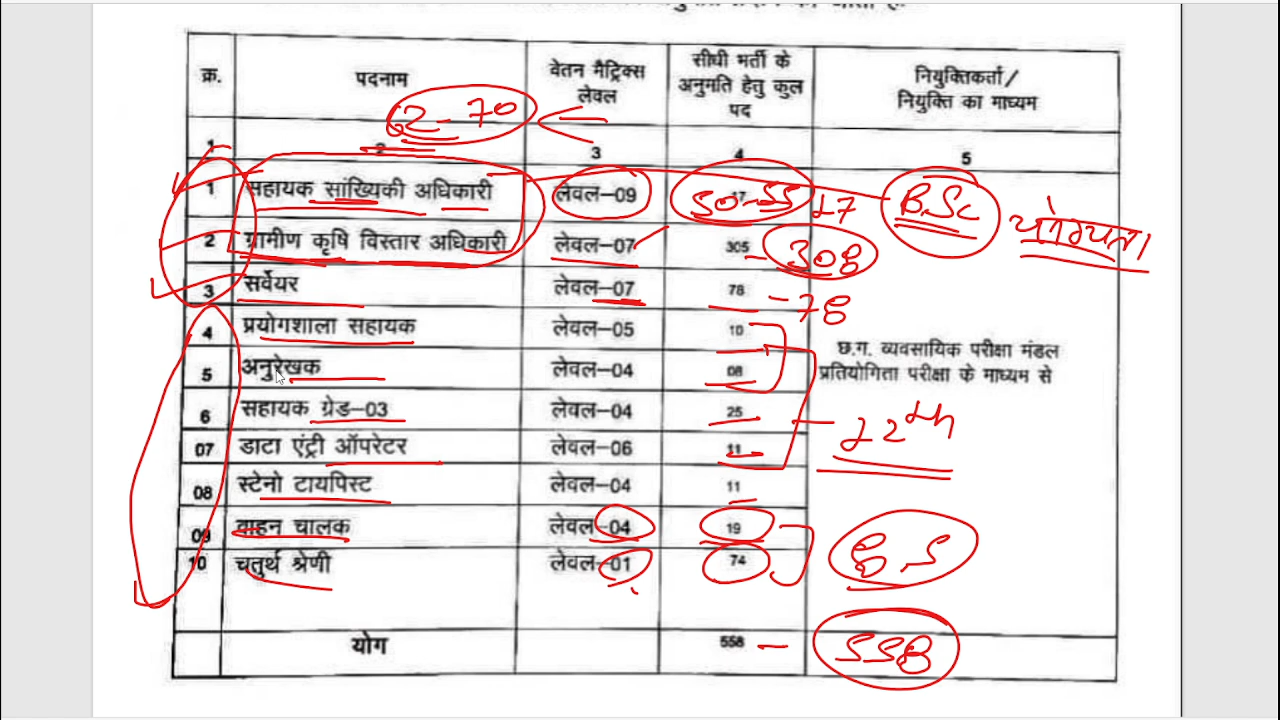 क्र. पदनाम वेतन मैट्रिक्स लेवल सीधी भर्ती के अनुमति हेतु कुल पद नियुक्तिकर्ता/ नियुक्ति का माध्यम
62-70
1 2 3 4 5
1 सहायक सांख्यिकी अधिकारी लेवल-09 17 50-55 17 B.Sc योग्यता
2 ग्रामीण कृषि विस्तार अधिकारी लेवल-07 305 308
3 सर्वेयर लेवल-07 78 -78
4 प्रयोगशाला सहायक लेवल-05 10
छ.ग. व्यवसायिक परीक्षा मंडल
5 अनुरेखक लेवल-04 08 प्रतियोगिता परीक्षा के माध्यम से
6 सहायक ग्रेड-03 लेवल-04 25 12th
07 डाटा एंट्री ऑपरेटर लेवल-06 11
08 स्टेनो टायपिस्ट लेवल-04 11
09 वाहन चालक लेवल-04 19
10 चतुर्थ श्रेणी लेवल-01 74
योग 558 - 558